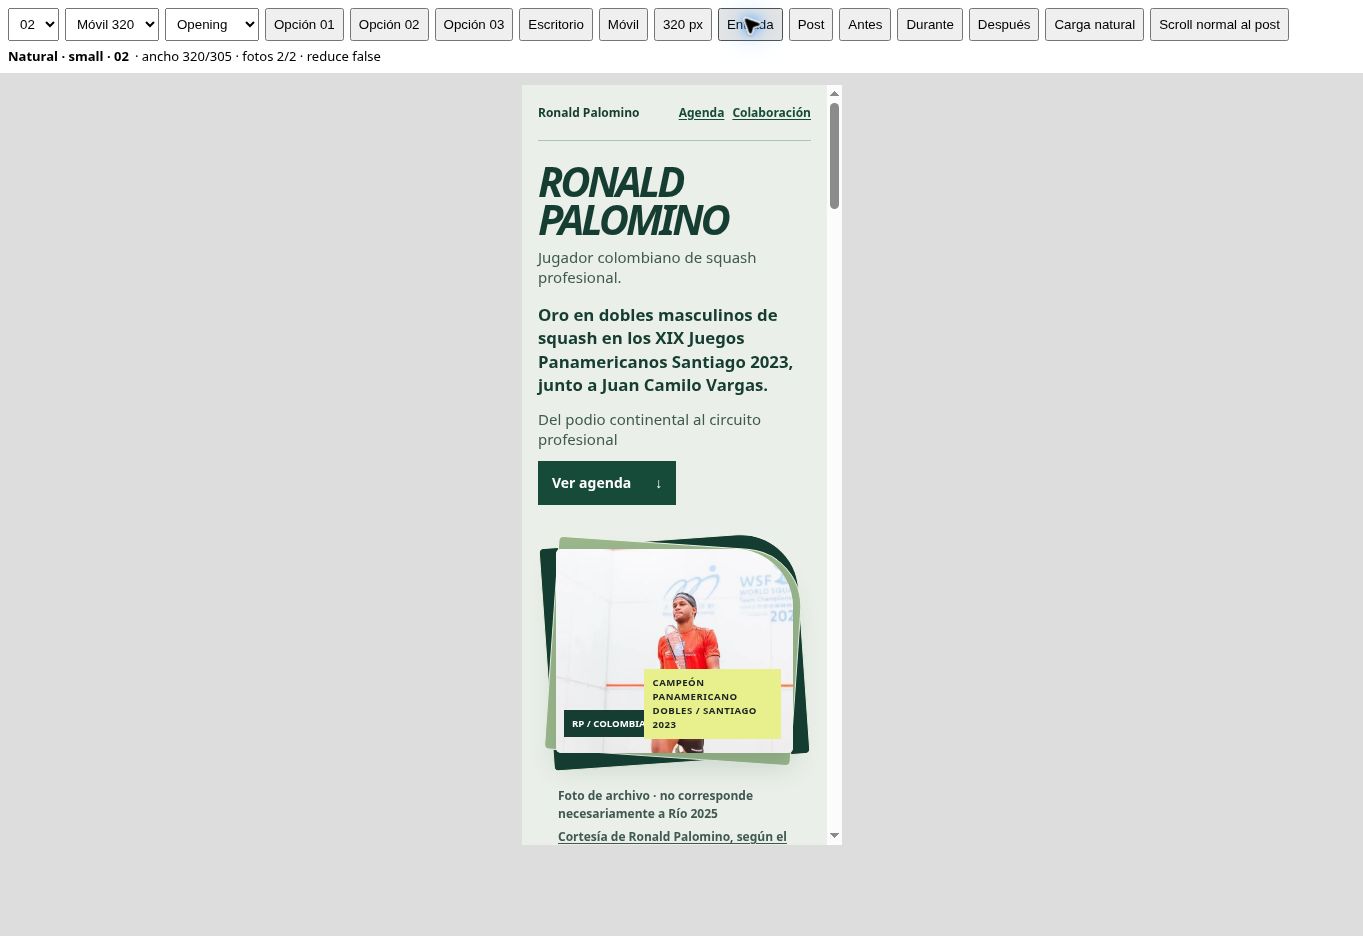 02 Móvil 320 Opening Opción 01 Opción 02 Opción 03 Escritorio Móvil 320 px Post Antes Durante Después Carga natural Scroll normal al post
Natural · small · 02 · ancho 320/305 · fotos 2/2 · reduce false
Ronald Palomino Agenda Colaboración
RONALD
PALOMINO
Jugador colombiano de squash
profesional.
Oro en dobles masculinos de
squash en los XIX Juegos
Panamericanos Santiago 2023,
junto a Juan Camilo Vargas.
Del podio continental al circuito
profesional
Ver agenda ↓
WSF
WORLD
CAMPEÓN
PANAMERICANO
DOBLES / SANTIAGO
2023
RP / COLOMBIA
Foto de archivo · no corresponde
necesariamente a Río 2025
Cortesía de Ronald Palomino, según el